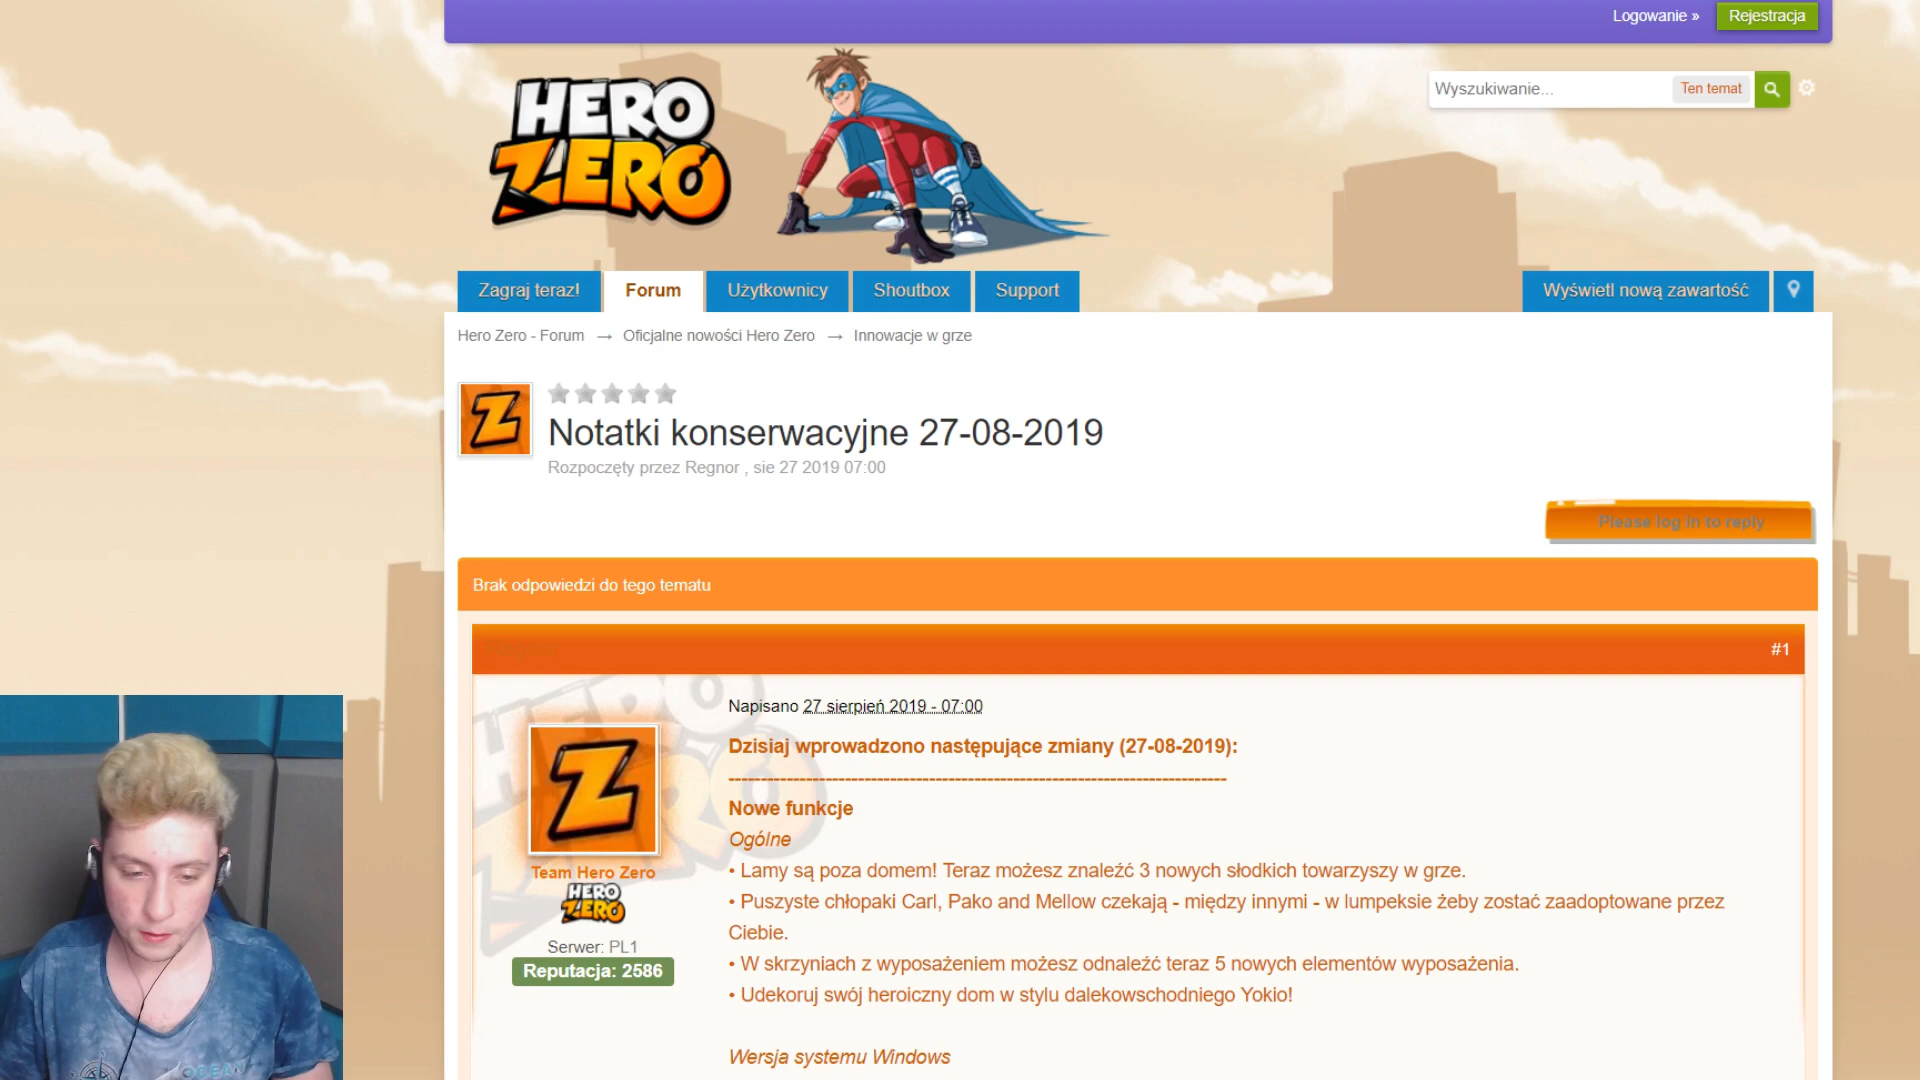 Logowanie »
Rejestracja
HERO
ZERO
Wyszukiwanie...
Ten temat
Zagraj teraz!
Forum
Użytkownicy
Shoutbox
Support
Wyświetl nową zawartość
Hero Zero - Forum → Oficjalne nowości Hero Zero → Innowacje w grze
Z
Notatki konserwacyjne 27-08-2019
Rozpoczęty przez Regnor , sie 27 2019 07:00
Please log in to reply
Brak odpowiedzi do tego tematu
Regnor
#1
HERO
ZERO
Z
Team Hero Zero
HERO
ZERO
Serwer: PL1
Reputacja: 2586
Napisano 27 sierpień 2019 - 07:00
Dzisiaj wprowadzono następujące zmiany (27-08-2019):
Nowe funkcje
Ogólne
• Lamy są poza domem! Teraz możesz znaleźć 3 nowych słodkich towarzyszy w grze.
• Puszyste chłopaki Carl, Pako and Mellow czekają - między innymi - w lumpeksie żeby zostać zaadoptowane przez
Ciebie.
• W skrzyniach z wyposażeniem możesz odnaleźć teraz 5 nowych elementów wyposażenia.
• Udekoruj swój heroiczny dom w stylu dalekowschodniego Yokio!
Wersja systemu Windows